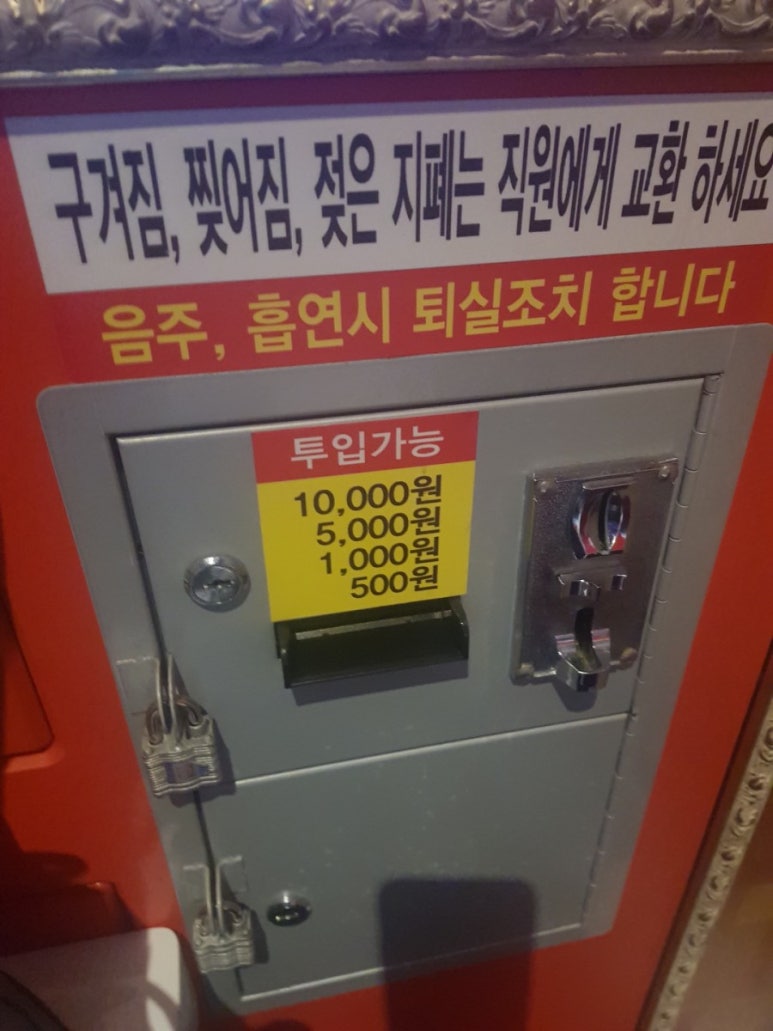 구겨짐, 찢어짐, 젖은 지폐는 직원에게 교환 하세요
음주, 흡연시 퇴실조치 합니다
투입가능
10,000원
5,000원
1,000원
500원